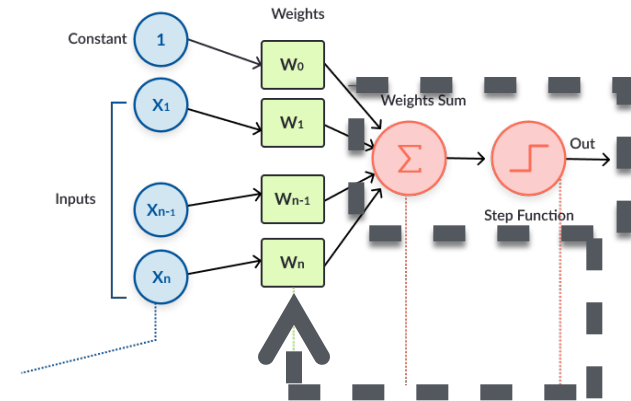 Weights
Constant
1
W0
X1
W1
Weights Sum
Σ
Out
Inputs
Xn-1
Wn-1
Step Function
Xn
Wn